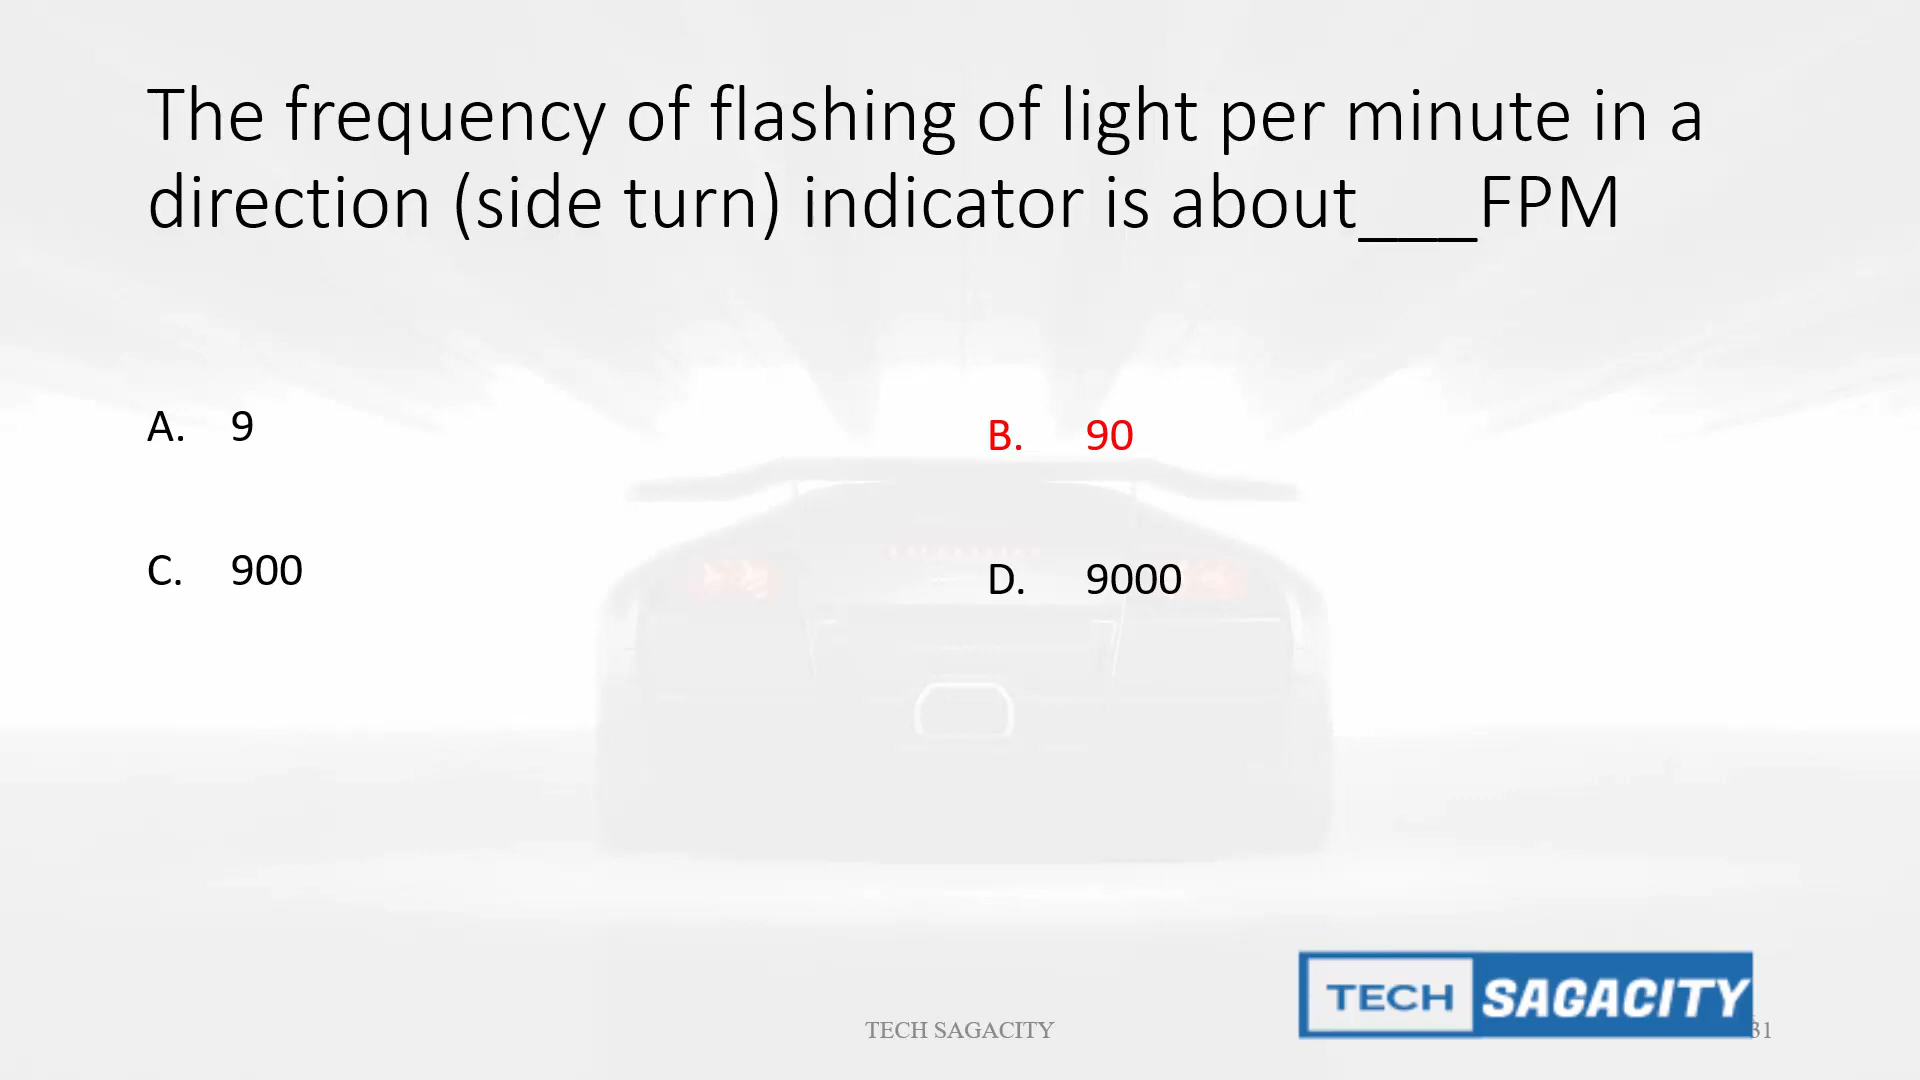 The frequency of flashing of light per minute in a
direction (side turn) indicator is about___FPM
A. 9
B. 90
C. 900
D. 9000
TECH SAGACITY
TECH SAGACITY
31